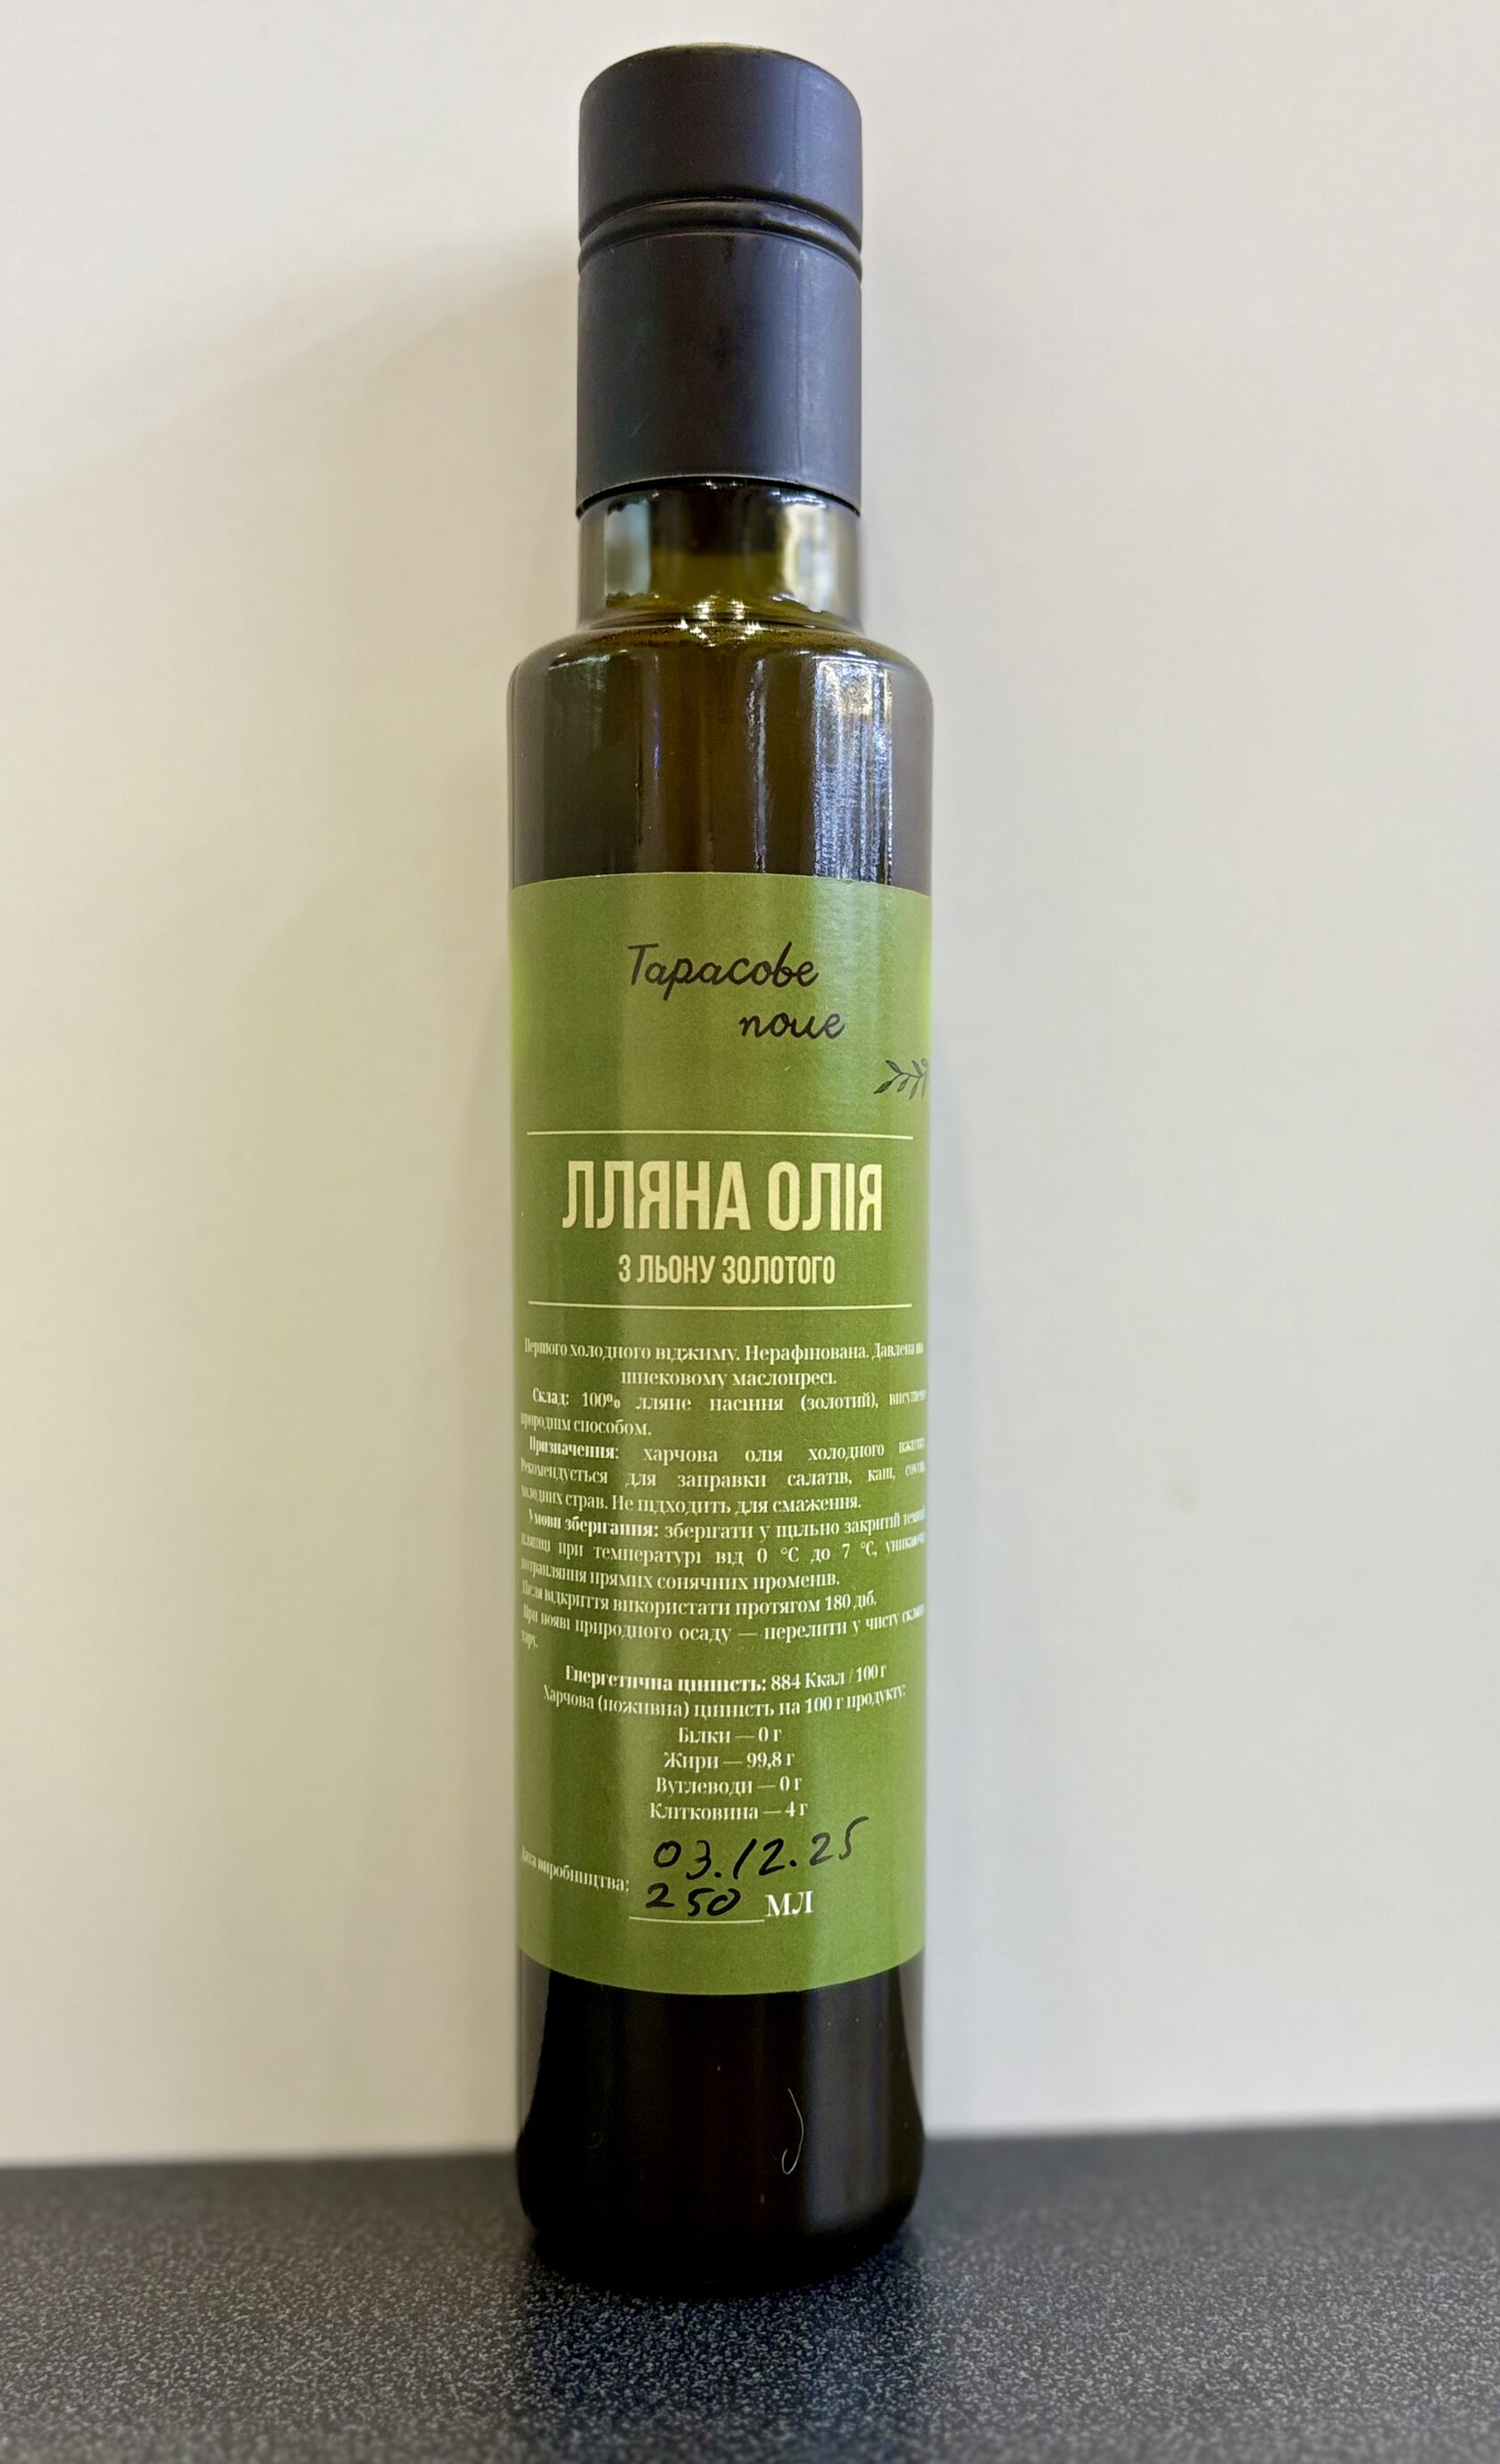 Тарасове
поле
ЛЛЯНА ОЛІЯ
З ЛЬОНУ ЗОЛОТОГО
Першого холодного віджиму. Нерафінована. Давлена на
шнековому маслопресі.
Склад: 100% лляне насіння (золотий), висушене
природнім способом.
Призначення: харчова олія холодного
Рекомендується для заправки салатів, каш, соусів,
холодних страв. Не підходить для смаження.
Умови зберігання: зберігати у щільно закритій темній
пляшці при температурі від 0 °C до 7 °C, уникаючи
потрапляння прямих сонячних променів.
Після відкриття використати протягом 180 діб.
При появі природного осаду — перелити у чисту скляну
тару.
Енергетична цінність: 884 Ккал / 100 г
Харчова (поживна) цінність на 100 г продукту:
Білки — 0 г
Жири — 99,8 г
Вуглеводи — 0 г
Клітковина — 4 г
Дата виробництва: 03.12.25
250 МЛ